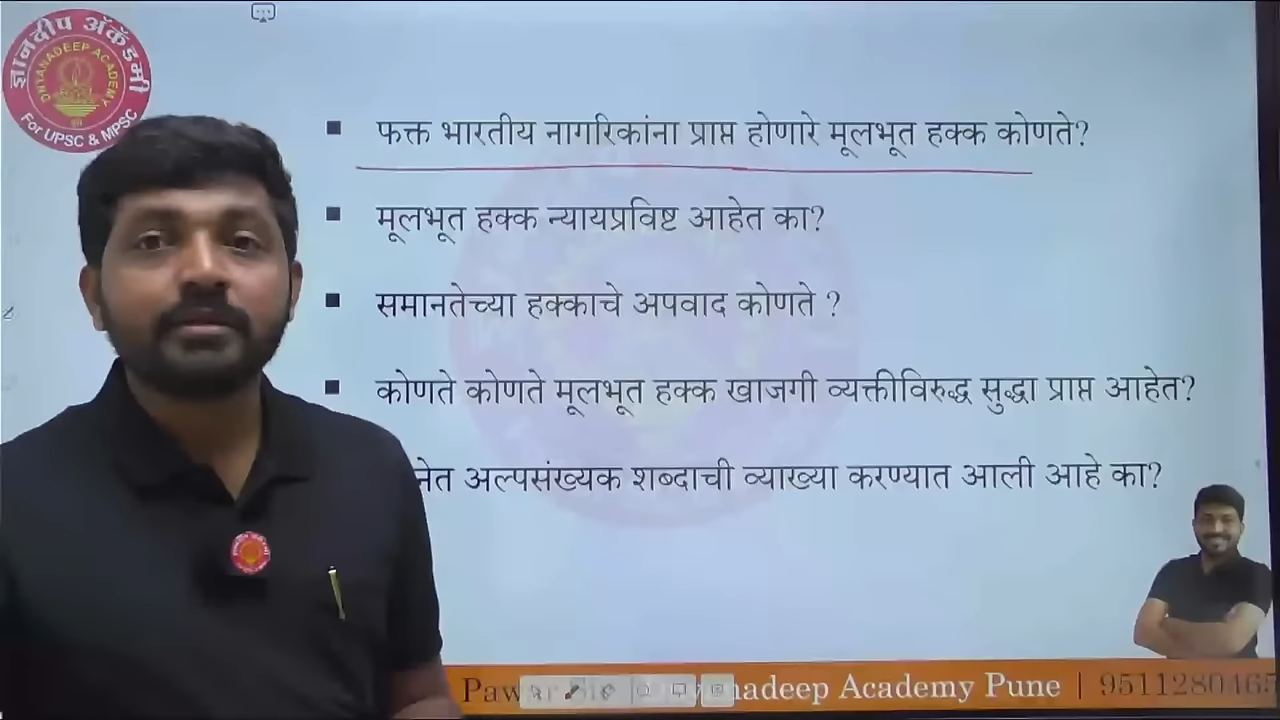 ज्ञानदीप ॲकॅडमी
DNYANADEEP ACADEMY
For UPSC & MPSC
फक्त भारतीय नागरिकांना प्राप्त होणारे मूलभूत हक्क कोणते?
मूलभूत हक्क न्यायप्रविष्ट आहेत का?
समानतेच्या हक्काचे अपवाद कोणते ?
कोणते कोणते मूलभूत हक्क खाजगी व्यक्तीविरुद्ध सुद्धा प्राप्त आहेत?
अल्पसंख्यक शब्दाची व्याख्या करण्यात आली आहे का?
Academy Pune | 9511280465